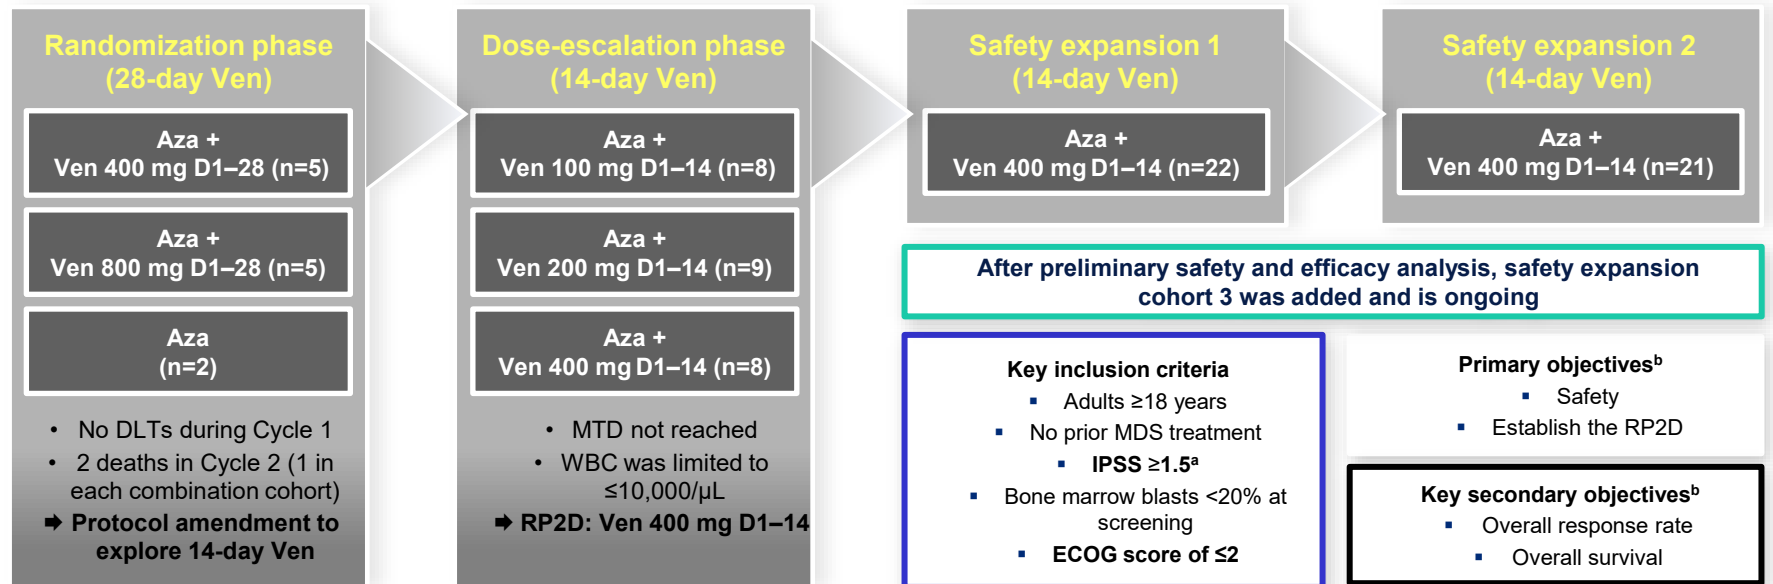 Randomization phase
(28-day Ven)
Aza +
Ven 400 mg D1–28 (n=5)
Aza +
Ven 800 mg D1–28 (n=5)
Aza
(n=2)
• No DLTs during Cycle 1
• 2 deaths in Cycle 2 (1 in
each combination cohort)
➡ Protocol amendment to
explore 14-day Ven
Dose-escalation phase
(14-day Ven)
Aza +
Ven 100 mg D1–14 (n=8)
Aza +
Ven 200 mg D1–14 (n=9)
Aza +
Ven 400 mg D1–14 (n=8)
• MTD not reached
• WBC was limited to
≤10,000/µL
➡ RP2D: Ven 400 mg D1–14
Safety expansion 1
(14-day Ven)
Aza +
Ven 400 mg D1–14 (n=22)
Safety expansion 2
(14-day Ven)
Aza +
Ven 400 mg D1–14 (n=21)
After preliminary safety and efficacy analysis, safety expansion
cohort 3 was added and is ongoing
Key inclusion criteria
▪ Adults ≥18 years
▪ No prior MDS treatment
▪ IPSS ≥1.5ᵃ
▪ Bone marrow blasts <20% at
screening
▪ ECOG score of ≤2
Primary objectivesᵇ
▪ Safety
▪ Establish the RP2D
Key secondary objectivesᵇ
▪ Overall response rate
▪ Overall survival